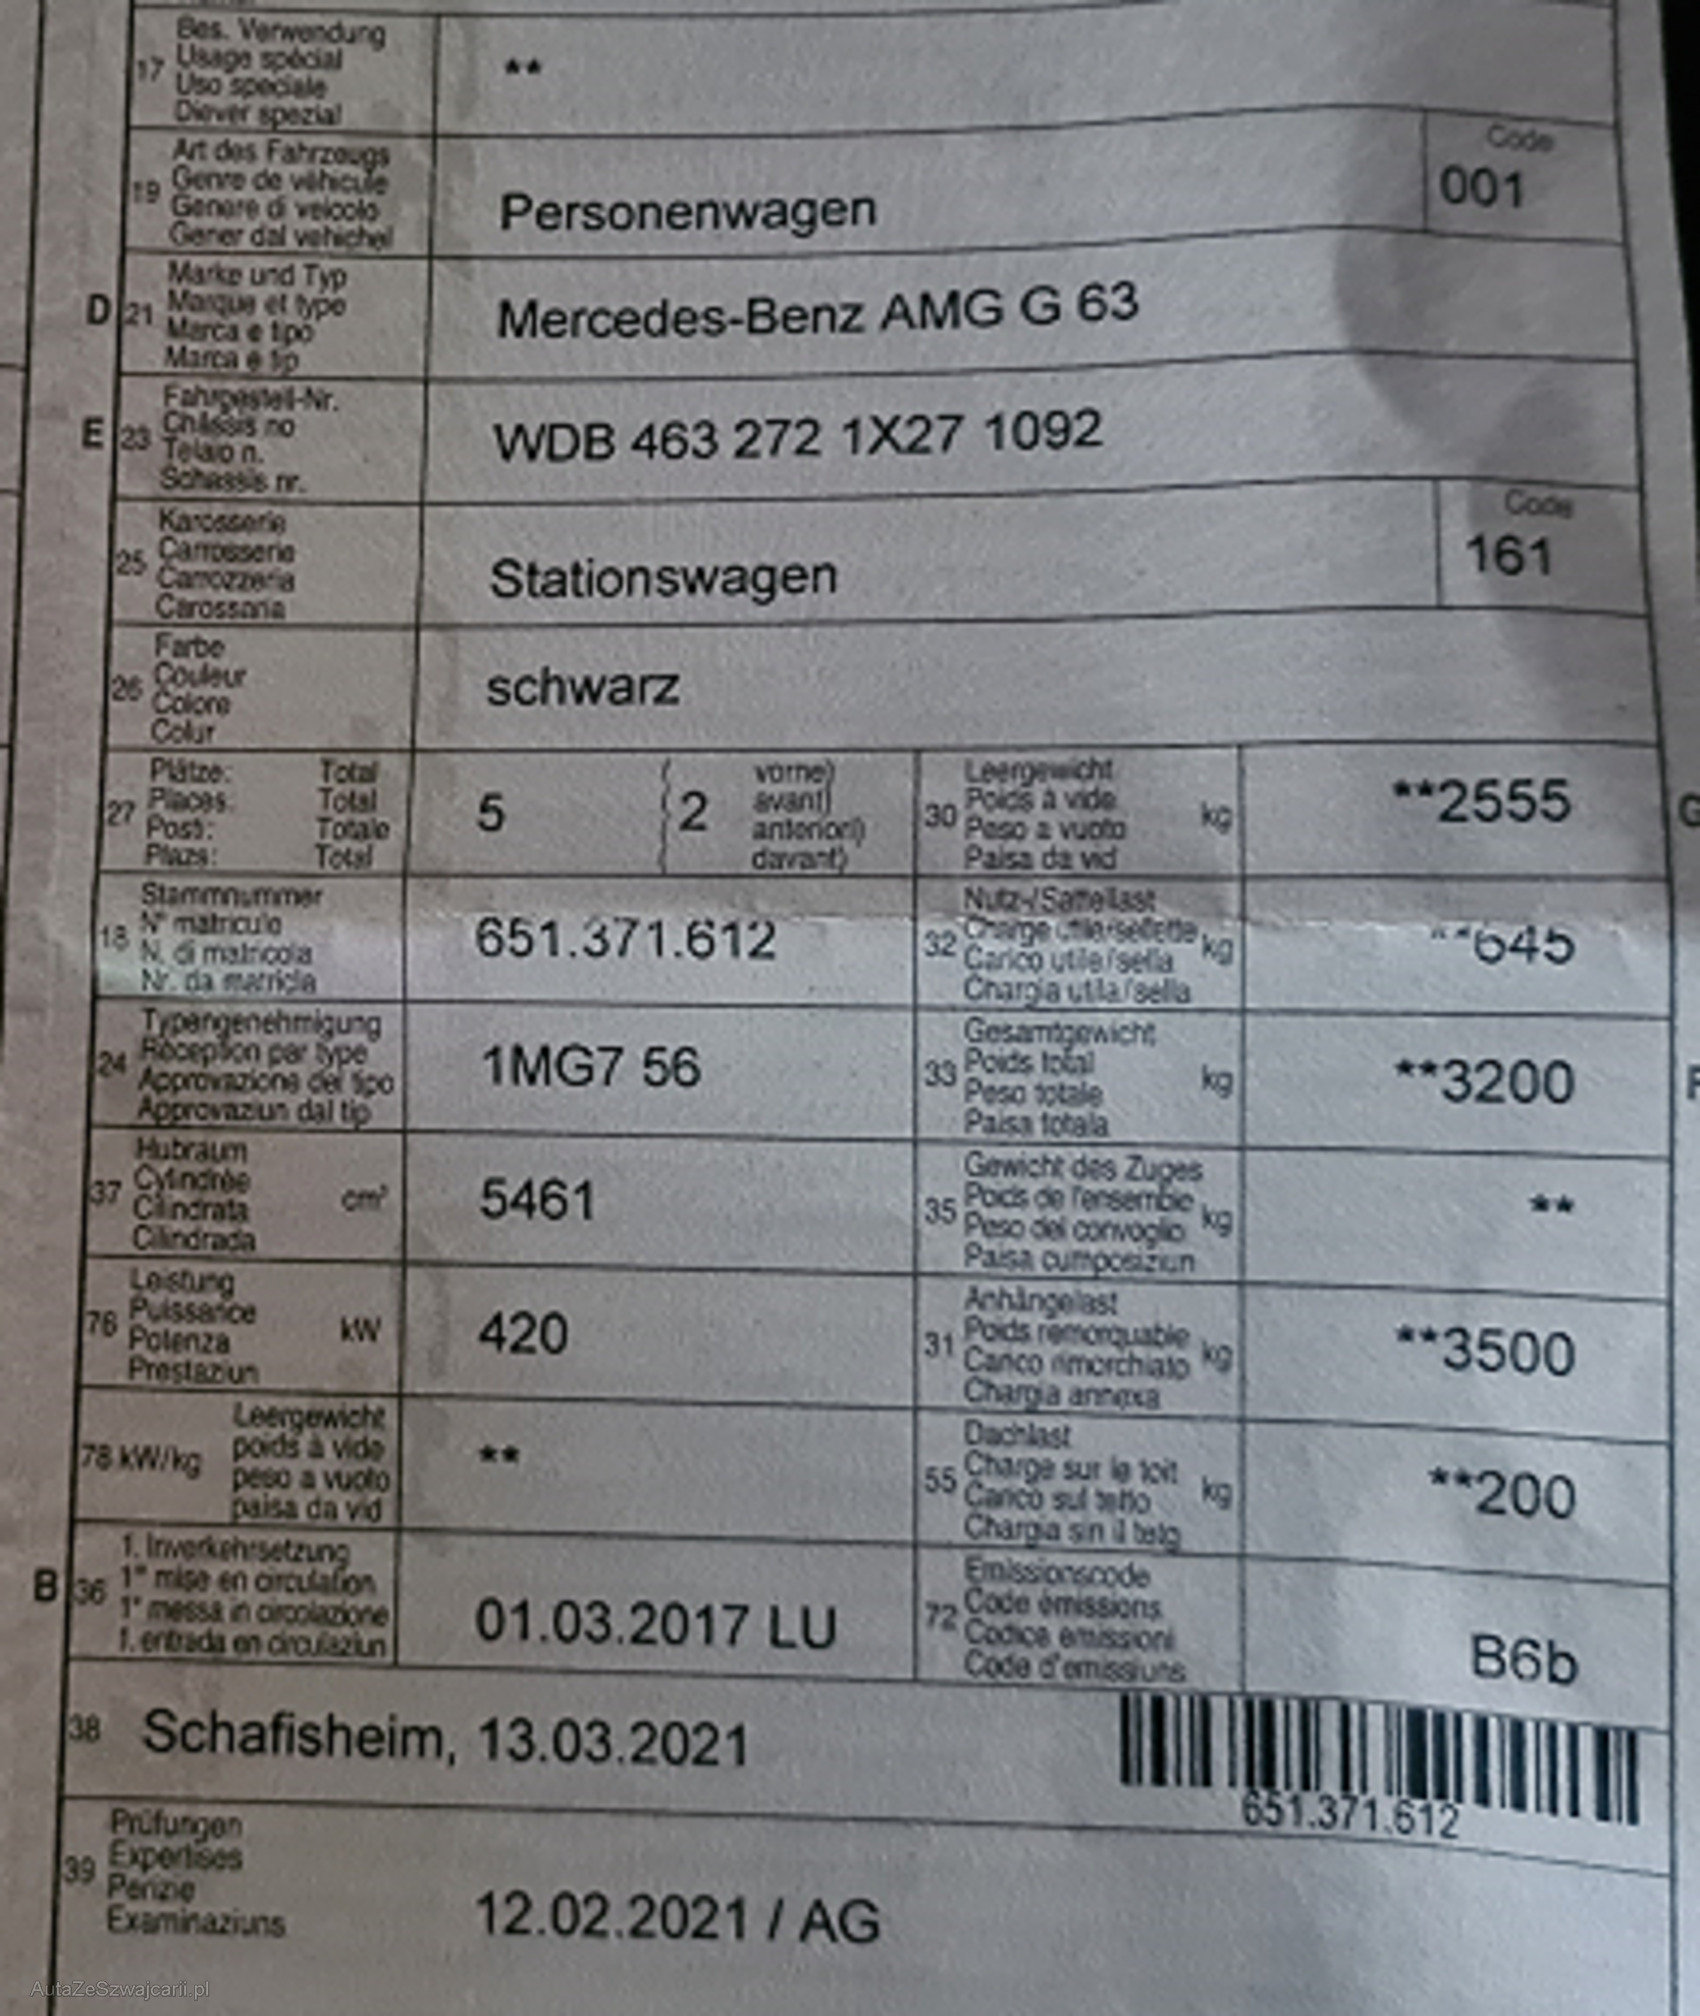 Bes. Verwendung
17 Usage spécial **
Uso speciale
Diever spezial
Art des Fahrzeugs Code
19 Genre de véhicule Personenwagen 001
Genere di veicolo
Gener dal vehichel
Marke und Typ
D 21 Marque et type Mercedes-Benz AMG G 63
Marca e tipo
Marca e tip
Fahrgestell-Nr.
E 23 Châssis no WDB 463 272 1X27 1092
Telaio n.
Schassis nr.
Karosserie Code
25 Carrosserie Stationswagen 161
Carrozzeria
Carossaria
Farbe
26 Couleur schwarz
Colore
Colur
Plätze: Total vorne) Leergewicht
27 Places: Total 5 ( 2 avant) 30 Poids à vide kg **2555 G
Posti: Totale anteriori) Peso a vuoto
Plazs: Total davant) Paisa da vid
Stammnummer Nutz-/Sattellast
18 N° matricule 651.371.612 32 Charge utile/sellette kg **645
N. di matricola Carico utile/sella
Nr. da matricla Chargia utila/sella
Typengenehmigung Gesamtgewicht
24 Réception par type 1MG7 56 33 Poids total kg **3200 F
Approvazione del tipo Peso totale
Approvaziun dal tip Paisa totala
Hubraum Gewicht des Zuges
37 Cylindrée cm³ 5461 35 Poids de l'ensemble kg **
Cilindrata Peso del convoglio
Cilindrada Paisa cumposiziun
Leistung Anhängelast
76 Puissance kW 420 31 Poids remorquable kg **3500
Potenza Carico rimorchiato
Prestaziun Chargia annexa
Leergewicht Dachlast
78 kW/kg poids à vide ** 55 Charge sur le toit kg **200
peso a vuoto Carico sul tetto
paisa da vid Chargia sin il tetg
1. Inverkehrsetzung Emissionscode
B 36 1re mise en circulation 01.03.2017 LU 72 Code émissions B6b
1a messa in circolazione Codice emissioni
1. entrada en circulaziun Code d'emissiuns
38 Schafisheim, 13.03.2021
651.371.612
Prüfungen
39 Expertises 12.02.2021 / AG
Perizie
Examinaziuns
AutaZeSzwajcarii.pl